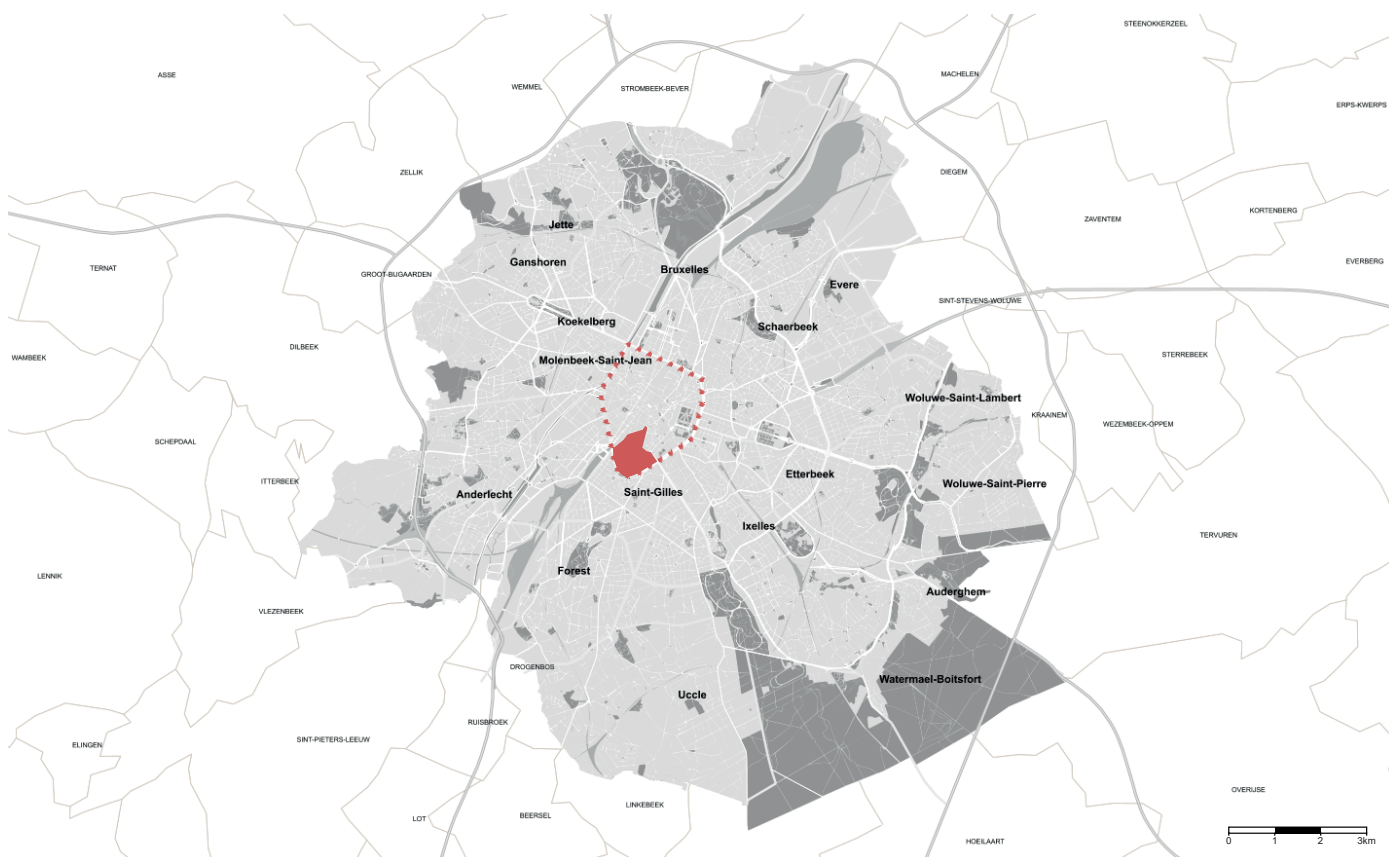 STEENOKKERZEEL
ASSE
MACHELEN
WEMMEL
STROMBEEK-BEVER
ERPS-KWERPS
ZELLIK
DIEGEM
KORTENBERG
ZAVENTEM
Jette
EVERBERG
Ganshoren
TERNAT
Bruxelles
GROOT-BIJGAARDEN
Evere
SINT-STEVENS-WOLUWE
Koekelberg
Schaerbeek
DILBEEK
STERREBEEK
WAMBEEK
Molenbeek-Saint-Jean
Woluwe-Saint-Lambert
KRAAINEM
WEZEMBEEK-OPPEM
SCHEPDAAL
Etterbeek
ITTERBEEK
Woluwe-Saint-Pierre
Saint-Gilles
Anderlecht
Ixelles
TERVUREN
Forest
LENNIK
Auderghem
VLEZENBEEK
DROGENBOS
Watermael-Boitsfort
Uccle
RUISBROEK
SINT-PIETERS-LEEUW
ELINGEN
OVERIJSE
LINKEBEEK
BEERSEL
LOT
HOEILAART
0 1 2 3km